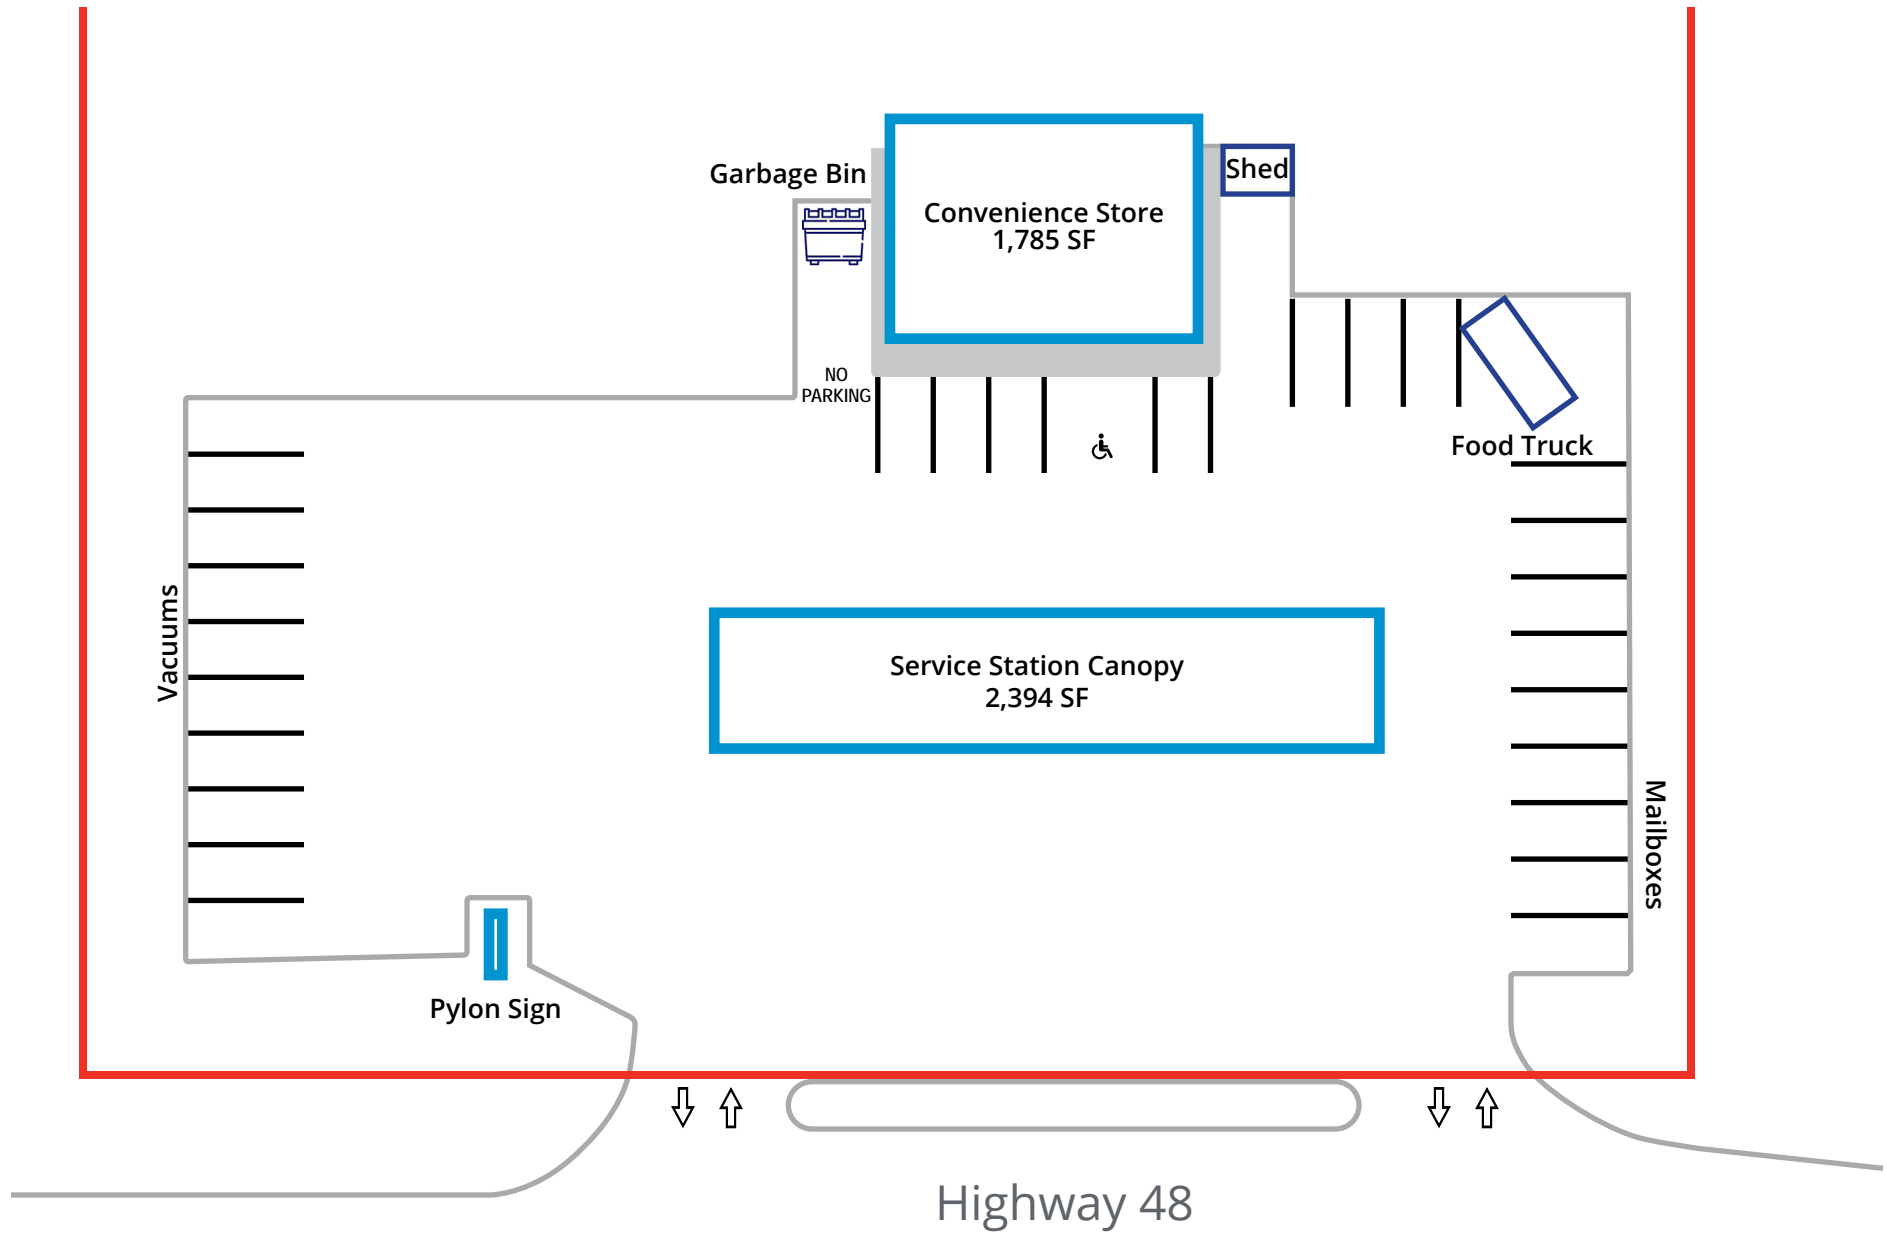 Garbage Bin
Shed
Convenience Store
1,785 SF
NO
PARKING
Food Truck
Vacuums
Service Station Canopy
2,394 SF
Mailboxes
Pylon Sign
Highway 48